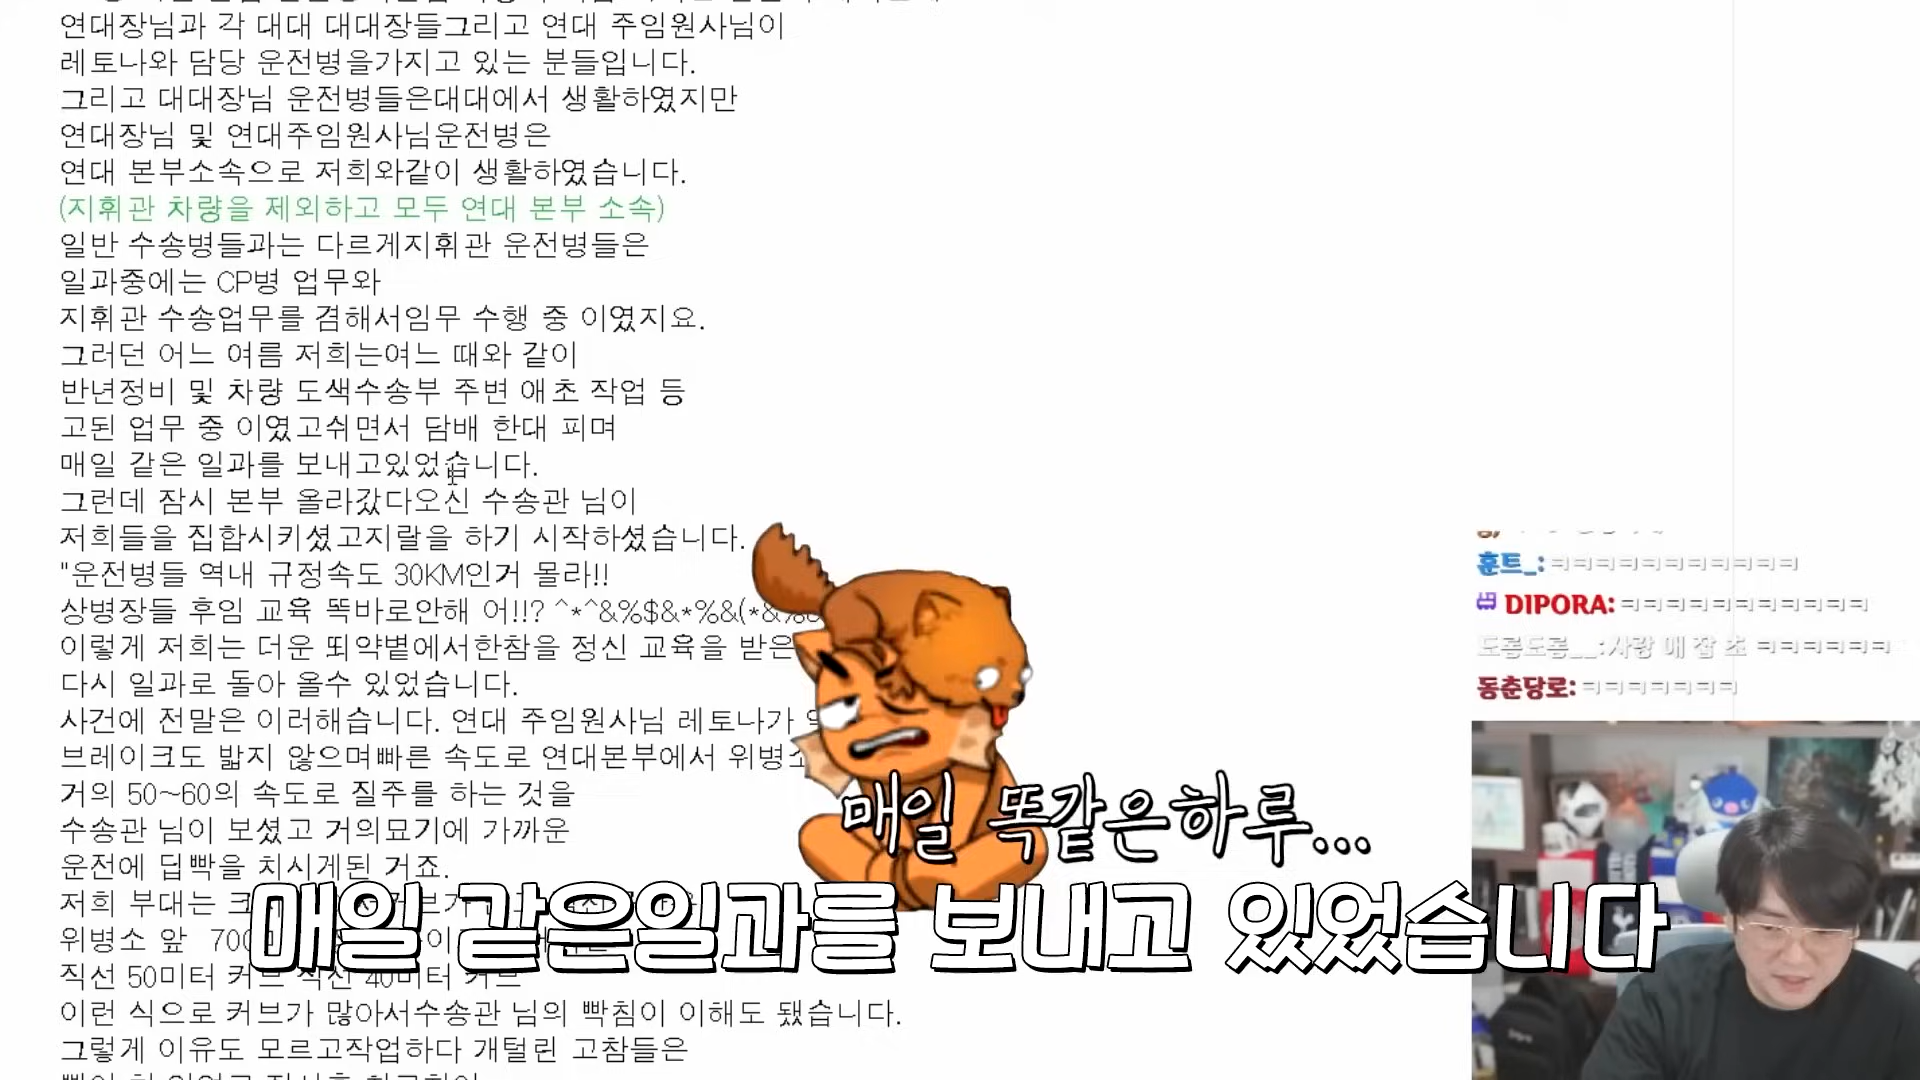 연대장님과 각 대대 대대장들그리고 연대 주임원사님이
레토나와 담당 운전병을가지고 있는 분들입니다.
그리고 대대장님 운전병들은대대에서 생활하였지만
연대장님 및 연대주임원사님운전병은
연대 본부소속으로 저희와같이 생활하였습니다.
(지휘관 차량을 제외하고 모두 연대 본부 소속)
일반 수송병들과는 다르게지휘관 운전병들은
일과중에는 CP병 업무와
지휘관 수송업무를 겸해서임무 수행 중 이였지요.
그러던 어느 여름 저희는여느 때와 같이
반년정비 및 차량 도색수송부 주변 애초 작업 등
고된 업무 중 이였고쉬면서 담배 한대 피며
매일 같은 일과를 보내고있었습니다.
그런데 잠시 본부 올라갔다오신 수송관 님이
저희들을 집합시키셨고지랄을 하기 시작하셨습니다.
"운전병들 역내 규정속도 30KM인거 몰라!!
상병장들 후임 교육 똑바로안해 어!!? ^*^&%$&*%&(*&%&
이렇게 저희는 더운 뙤약볕에서한참을 정신 교육을 받은
다시 일과로 돌아 올수 있었습니다.
사건에 전말은 이러해습니다. 연대 주임원사님 레토나가
브레이크도 밟지 않으며빠른 속도로 연대본부에서
거의 50~60의 속도로 질주를 하는 것을
수송관 님이 보셨고 거의묘기에 가까운
운전에 딥빡을 치시게된 거죠.
저희 부대는
위병소 앞
직선 50미터 커브 직선 40미터 커브
이런 식으로 커브가 많아서수송관 님의 빡침이 이해도 됐습니다.
그렇게 이유도 모르고작업하다 개털린 고참들은
훈트_:ㅋㅋㅋㅋㅋㅋㅋㅋㅋㅋㅋ
DIPORA:ㅋㅋㅋㅋㅋㅋㅋㅋㅋㅋㅋ
도롱도롱__:사랑 애 잡 초 ㅋㅋㅋㅋㅋㅋ
동춘당로:ㅋㅋㅋㅋㅋㅋㅋ
매일 똑같은하루...
매일 같은일과를 보내고 있었습니다